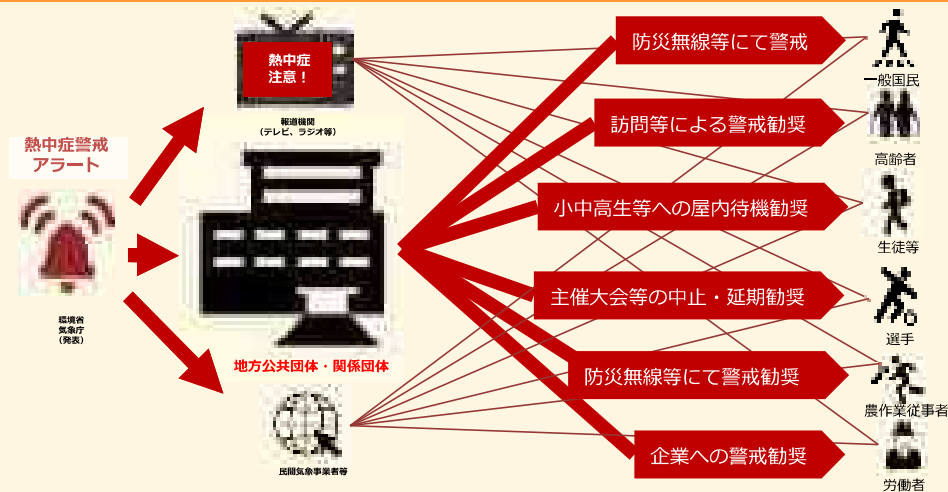 熱中症警戒
アラート
環境省
気象庁
（発表）
熱中症
注意！
報道機関
（テレビ、ラジオ等）
地方公共団体・関係団体
民間気象事業者等
防災無線等にて警戒
訪問等による警戒勧奨
小中高生等への屋内待機勧奨
主催大会等の中止・延期勧奨
防災無線等にて警戒勧奨
企業への警戒勧奨
一般国民
高齢者
生徒等
選手
農作業従事者
労働者